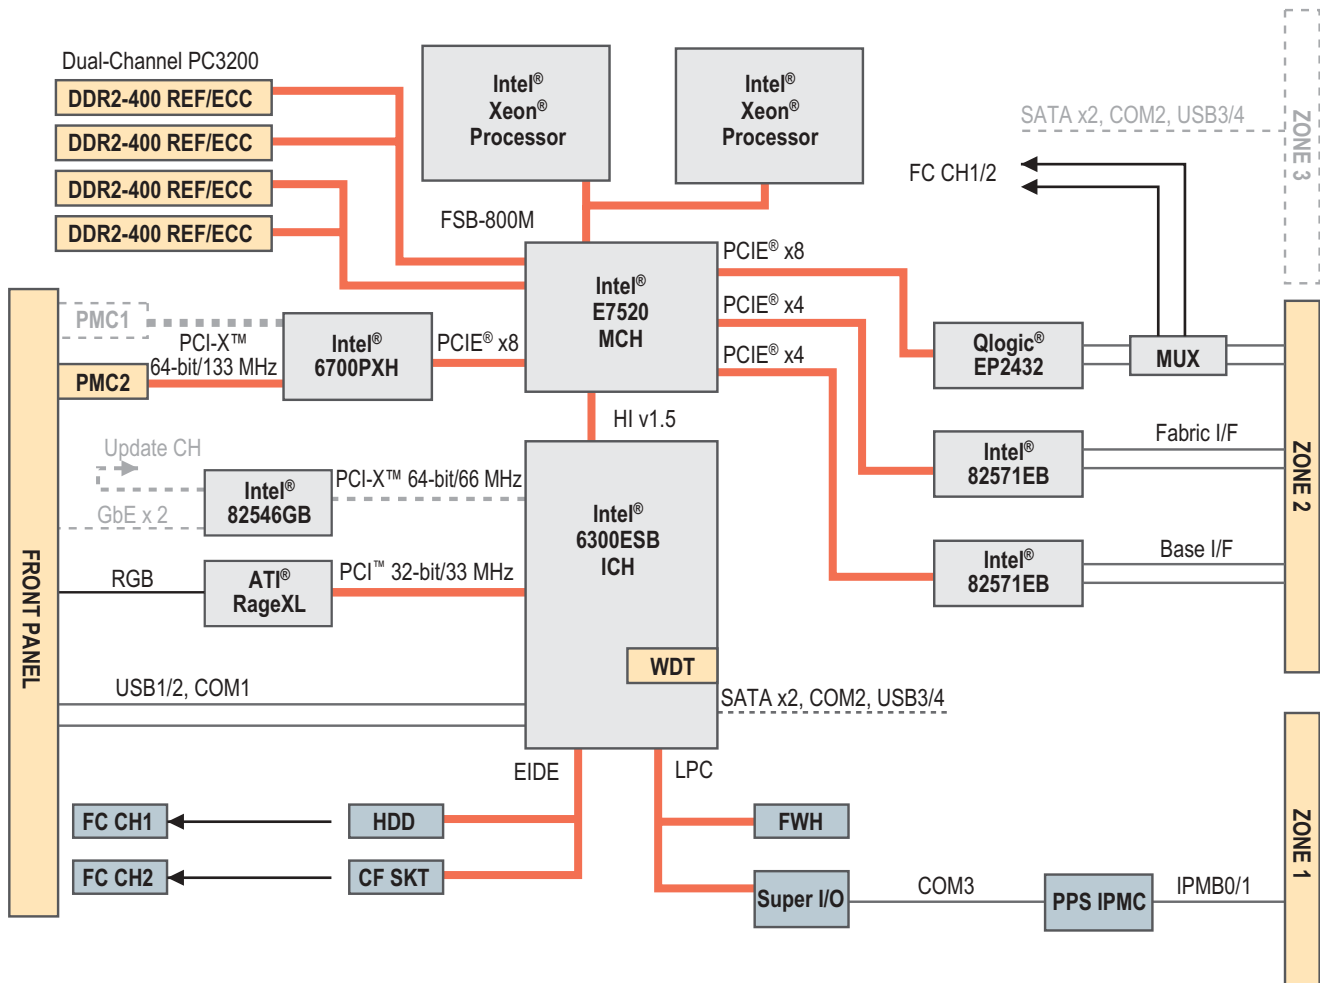 Dual-Channel PC3200
DDR2-400 REF/ECC
DDR2-400 REF/ECC
DDR2-400 REF/ECC
DDR2-400 REF/ECC
Intel®
Xeon®
Processor
Intel®
Xeon®
Processor
SATA x2, COM2, USB3/4
ZONE 3
FC CH1/2
FSB-800M
Intel®
E7520
MCH
PCIE® x8
PCIE® x4
PCIE® x4
PMC1
PCI-X™
64-bit/133 MHz
PMC2
Intel®
6700PXH
PCIE® x8
Qlogic®
EP2432
MUX
HI v1.5
Update CH
GbE x 2
Intel®
82546GB
PCI-X™ 64-bit/66 MHz
Intel®
6300ESB
ICH
Intel®
82571EB
Fabric I/F
Intel®
82571EB
Base I/F
ZONE 2
FRONT PANEL
RGB
ATI®
RageXL
PCI™ 32-bit/33 MHz
WDT
USB1/2, COM1
SATA x2, COM2, USB3/4
EIDE
LPC
FC CH1
HDD
FWH
FC CH2
CF SKT
Super I/O
COM3
PPS IPMC
IPMB0/1
ZONE 1